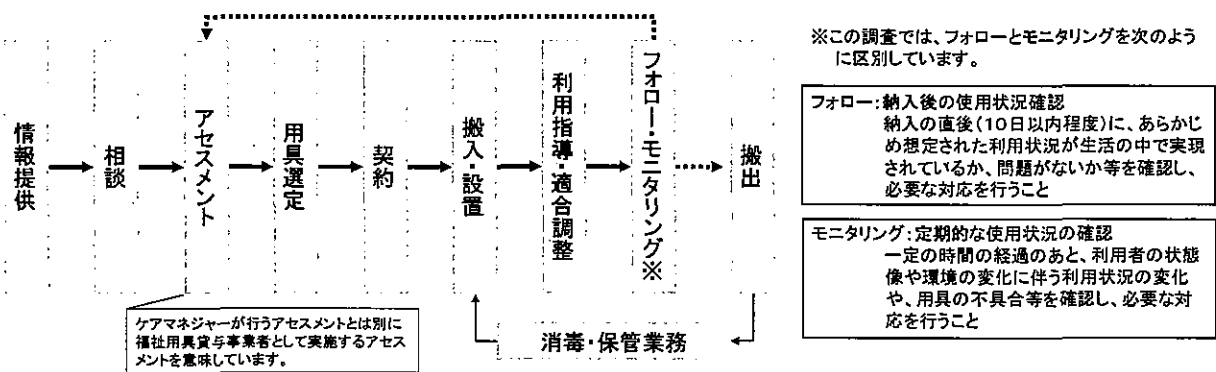 情報提供
相談
アセスメント
用具選定
契約
搬入・設置
利用指導・適合調整
フォロー・モニタリング※
搬出
消毒・保管業務
ケアマネジャーが行うアセスメントとは別に
福祉用具貸与事業者として実施するアセス
メントを意味しています。
※この調査では、フォローとモニタリングを次のよう
に区別しています。
フォロー:納入後の使用状況確認
納入の直後(10日以内程度)に、あらかじ
め想定された利用状況が生活の中で実現
されているか、問題がないか等を確認し、
必要な対応を行うこと
モニタリング:定期的な使用状況の確認
一定の時間の経過のあと、利用者の状態
像や環境の変化に伴う利用状況の変化
や、用具の不具合等を確認し、必要な対
応を行うこと